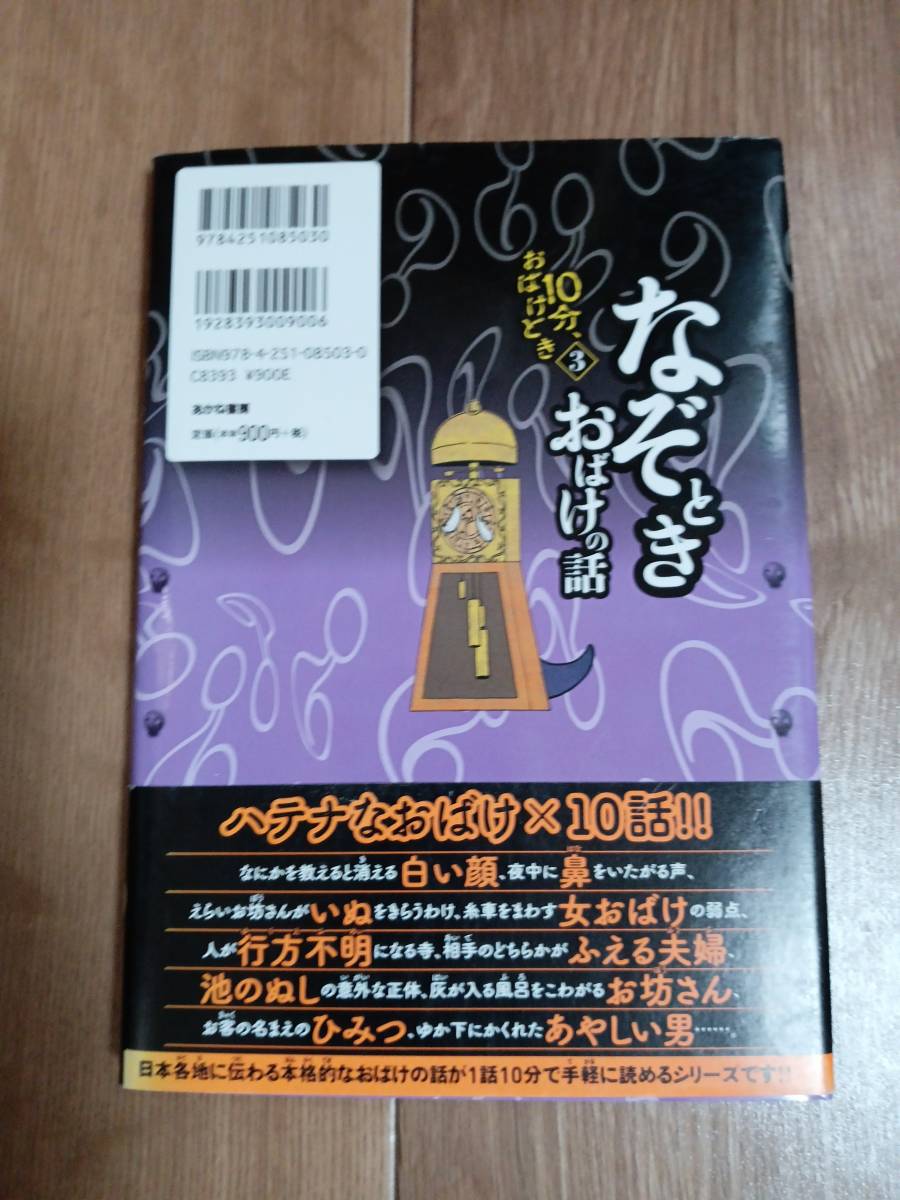 9784251085030
1928393009006
ISBN978-4-251-08503-0
C8393 ¥900E
あかね書房
定価(本体900円+税)
10分、
おばけどき
3
なぞとき
おばけの話
ハテナなおばけ×10話!!
なにかを教えると消える白い顔、夜中に鼻をいたがる声、
えらいお坊さんがいぬをきらうわけ、糸車をまわす女おばけの弱点、
人が行方不明になる寺、相手のどちらかがふえる夫婦、
池のぬしの意外な正体、灰が入る風呂をこわがるお坊さん、
お客の名まえのひみつ、ゆか下にかくれたあやしい男……。
日本各地に伝わる本格的なおばけの話が1話10分で手軽に読めるシリーズです!!